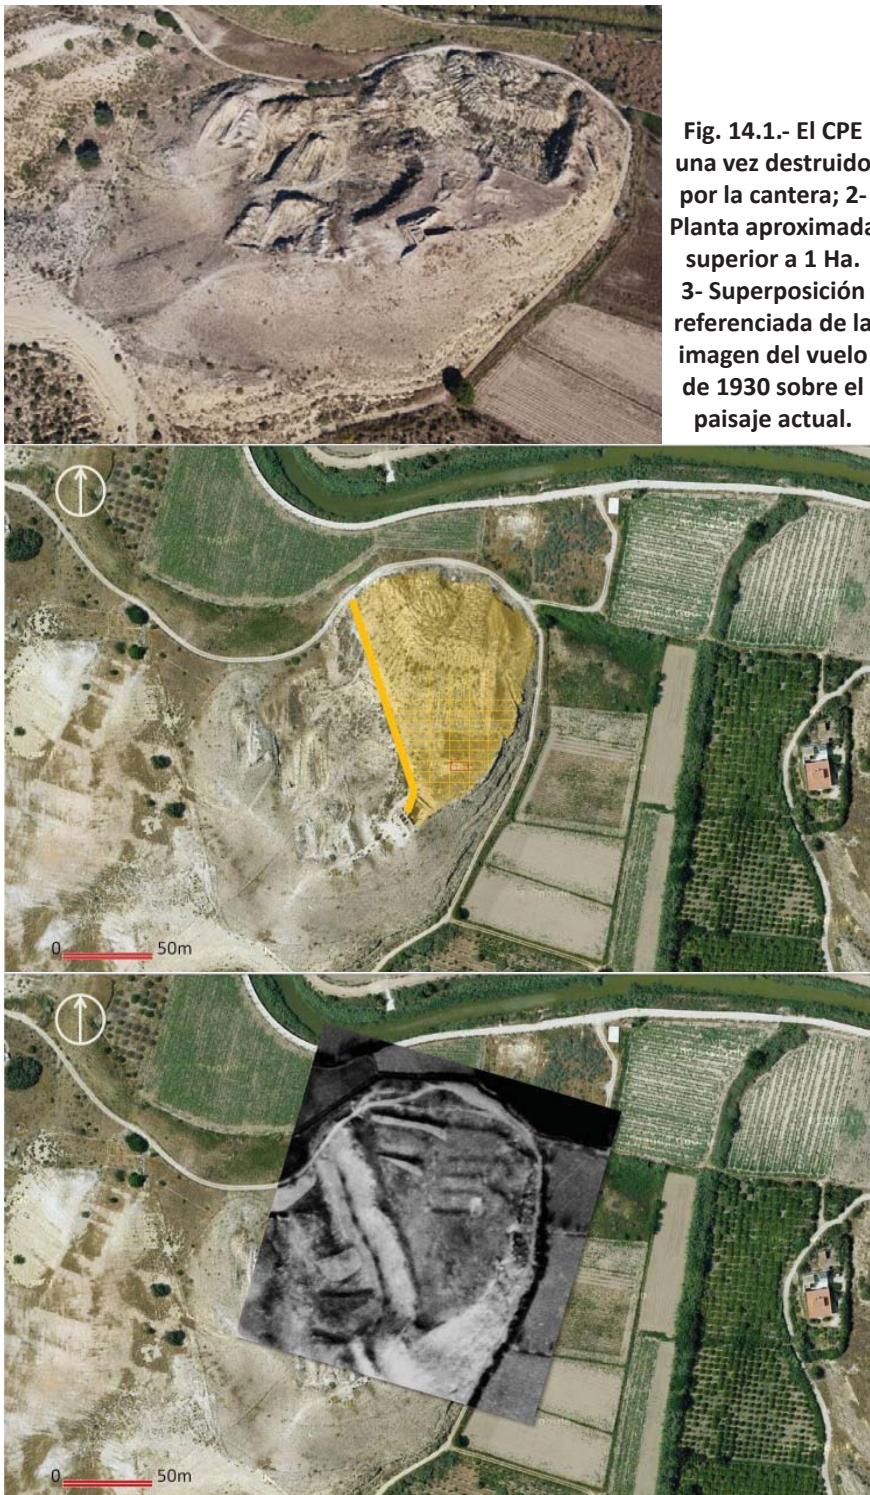 Fig. 14.1.- El CPE
una vez destruido
por la cantera; 2-
Planta aproximada
superior a 1 Ha.
3- Superposición
referenciada de la
imagen del vuelo
de 1930 sobre el
paisaje actual.
0 50m
0 50m